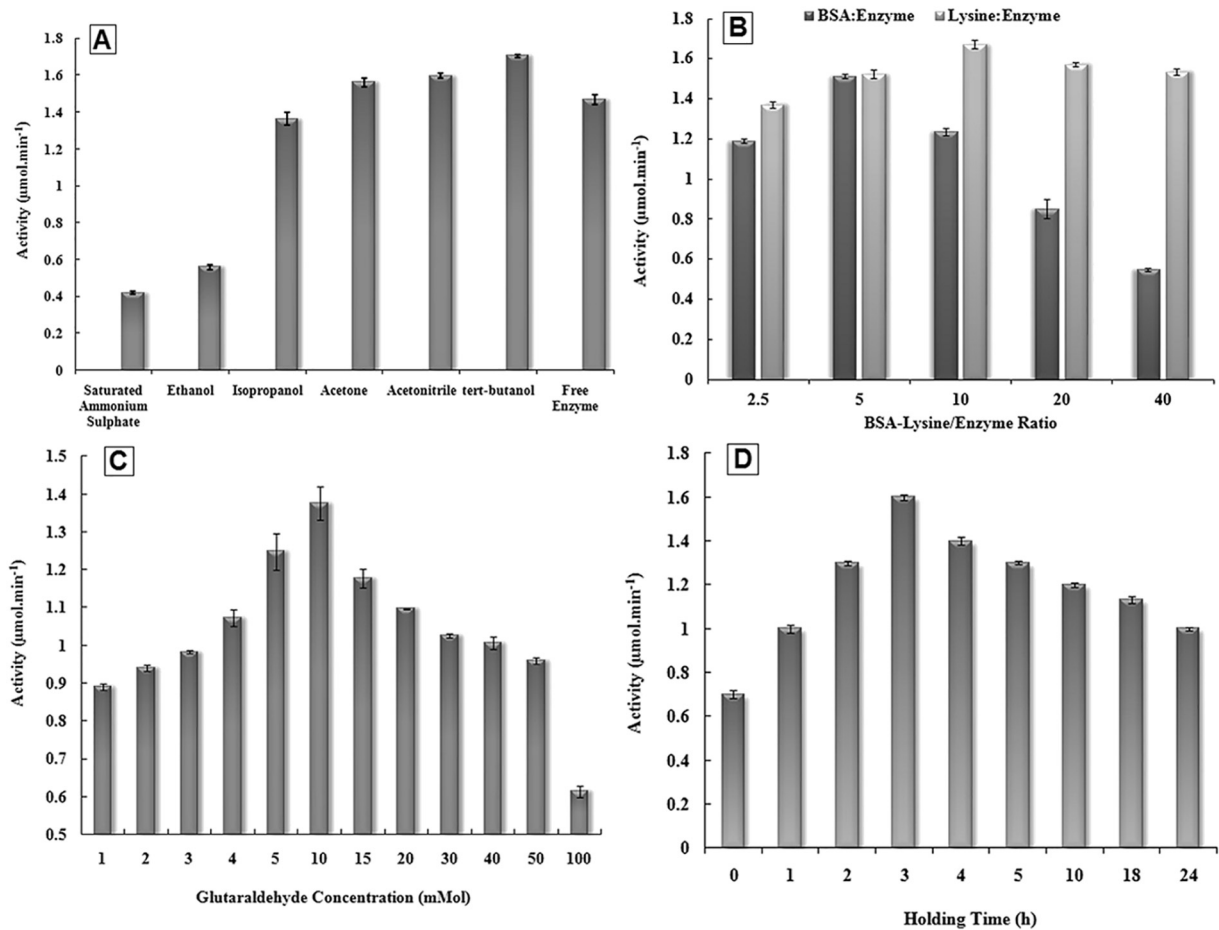 A
Activity (µmol.min-1)
1.8
1.6
1.4
1.2
1
0.8
0.6
0.4
0.2
0
Saturated Ammonium Sulphate
Ethanol
Isopropanol
Acetone
Acetonitrile
tert-butanol
Free Enzyme
B
BSA:Enzyme Lysine:Enzyme
Activity (µmol.min-1)
1.8
1.6
1.4
1.2
1
0.8
0.6
0.4
0.2
0
2.5 5 10 20 40
BSA-Lysine/Enzyme Ratio
C
Activity (µmol.min-1)
1.5
1.4
1.3
1.2
1.1
1
0.9
0.8
0.7
0.6
0.5
1 2 3 4 5 10 15 20 30 40 50 100
Glutaraldehyde Concentration (mMol)
D
Activity (µmol.min-1)
1.8
1.6
1.4
1.2
1
0.8
0.6
0.4
0.2
0
0 1 2 3 4 5 10 18 24
Holding Time (h)